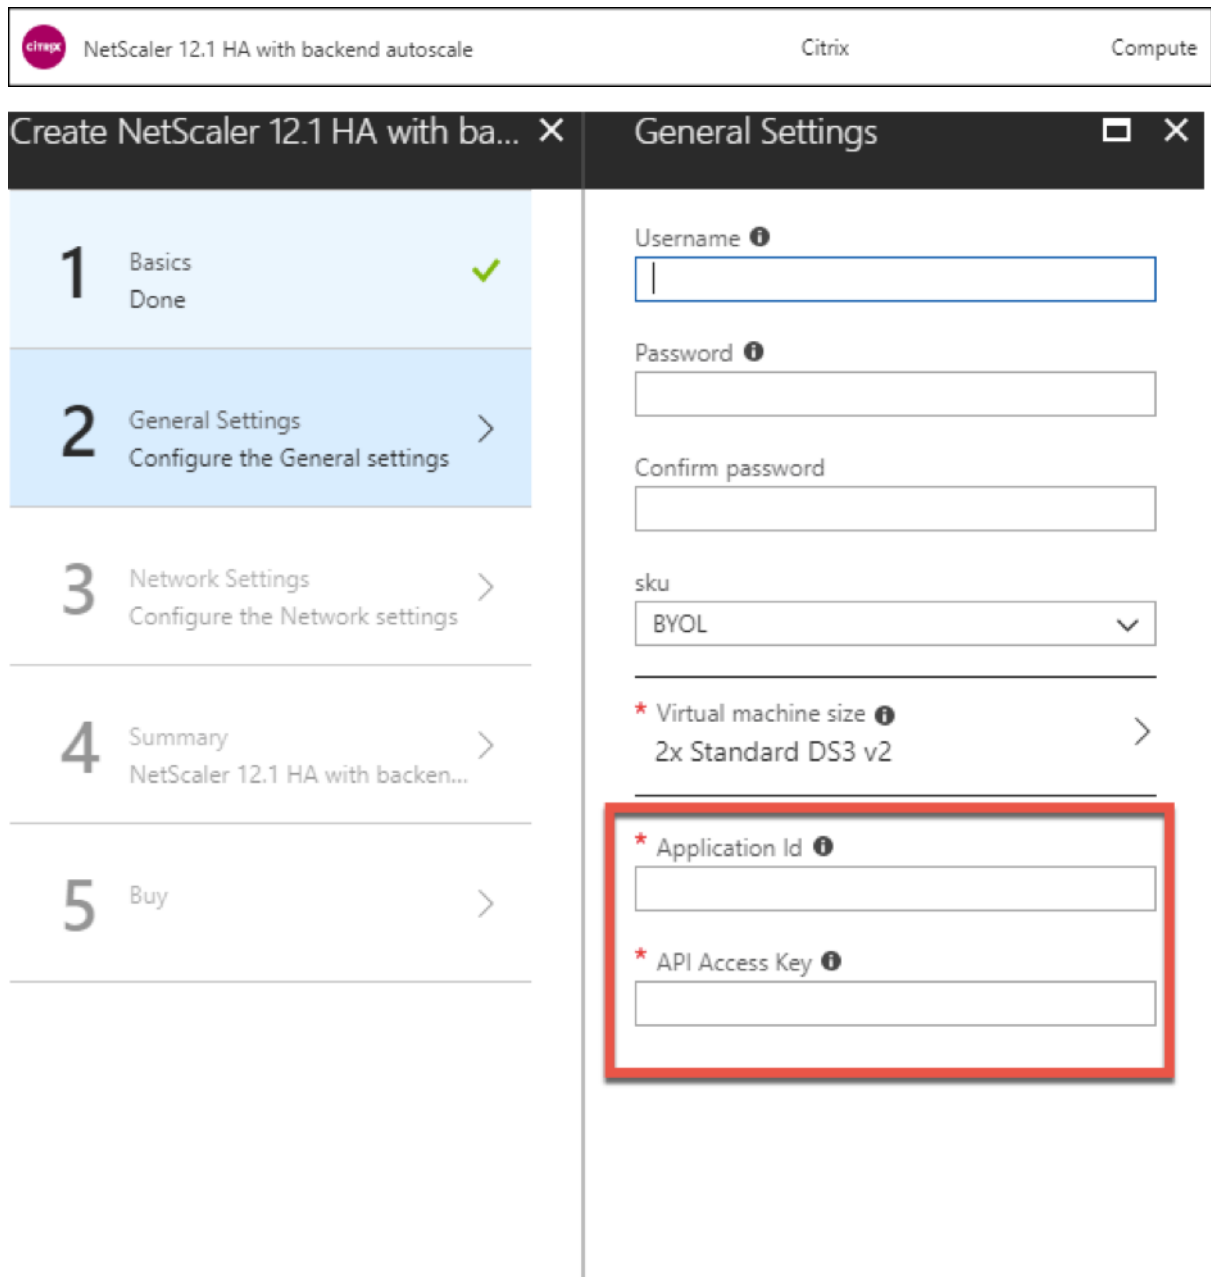 citrix
NetScaler 12.1 HA with backend autoscale Citrix Compute
Create NetScaler 12.1 HA with ba...
1
Basics
Done
2
General Settings
Configure the General settings
3
Network Settings
Configure the Network settings
4
Summary
NetScaler 12.1 HA with backen...
5
Buy
General Settings
Username
Password
Confirm password
sku
BYOL
* Virtual machine size
2x Standard DS3 v2
* Application Id
* API Access Key